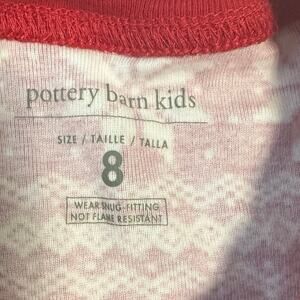 pottery barn kids
SIZE / TAILLE / TALLA
8
WEAR SNUG-FITTING
NOT FLAME RESISTANT